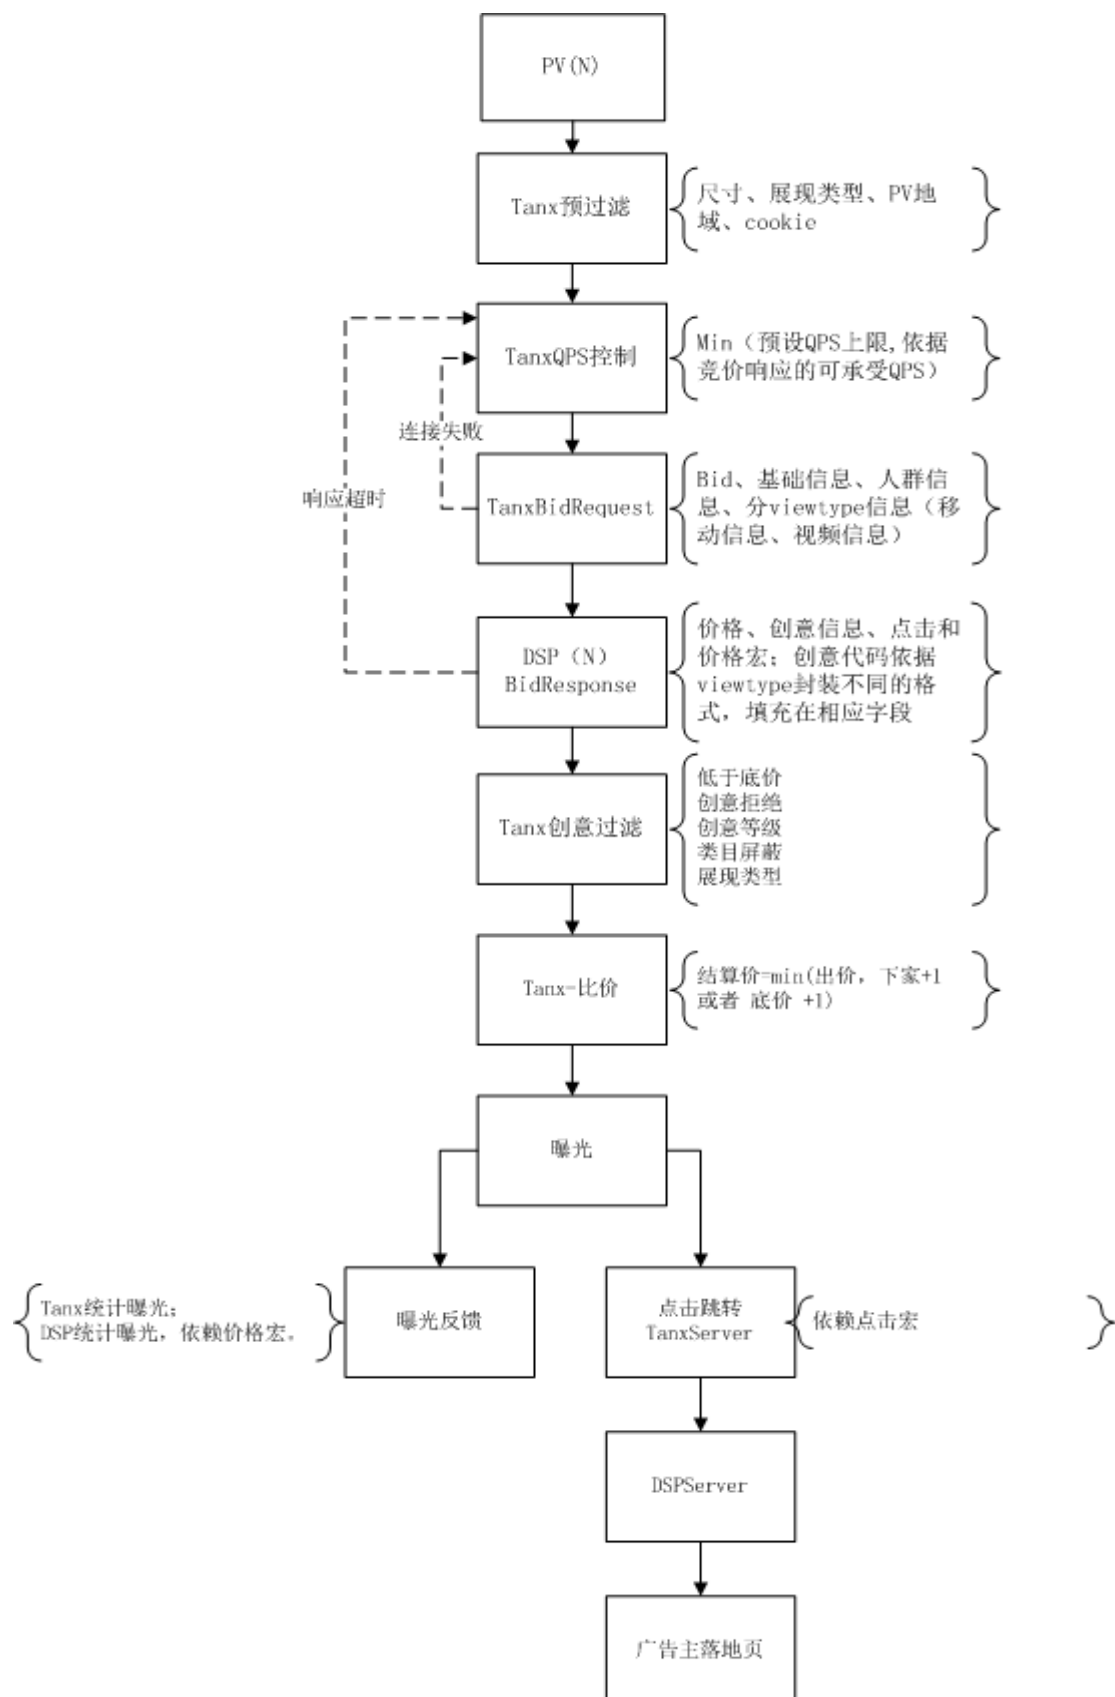 PV(N)
Tanx预过滤
尺寸、展现类型、PV地
域、cookie
TanxQPS控制
Min（预设QPS上限,依据
竞价响应的可承受QPS）
连接失败
响应超时
TanxBidRequest
Bid、基础信息、人群信
息、分viewtype信息（移
动信息、视频信息）
DSP（N）
BidResponse
价格、创意信息、点击和
价格宏；创意代码依据
viewtype封装不同的格
式，填充在相应字段
Tanx创意过滤
低于底价
创意拒绝
创意等级
类目屏蔽
展现类型
Tanx-比价
结算价=min(出价，下家+1
或者 底价 +1)
曝光
Tanx统计曝光；
DSP统计曝光，依赖价格宏。
曝光反馈
点击跳转
TanxServer
依赖点击宏
DSPServer
广告主落地页